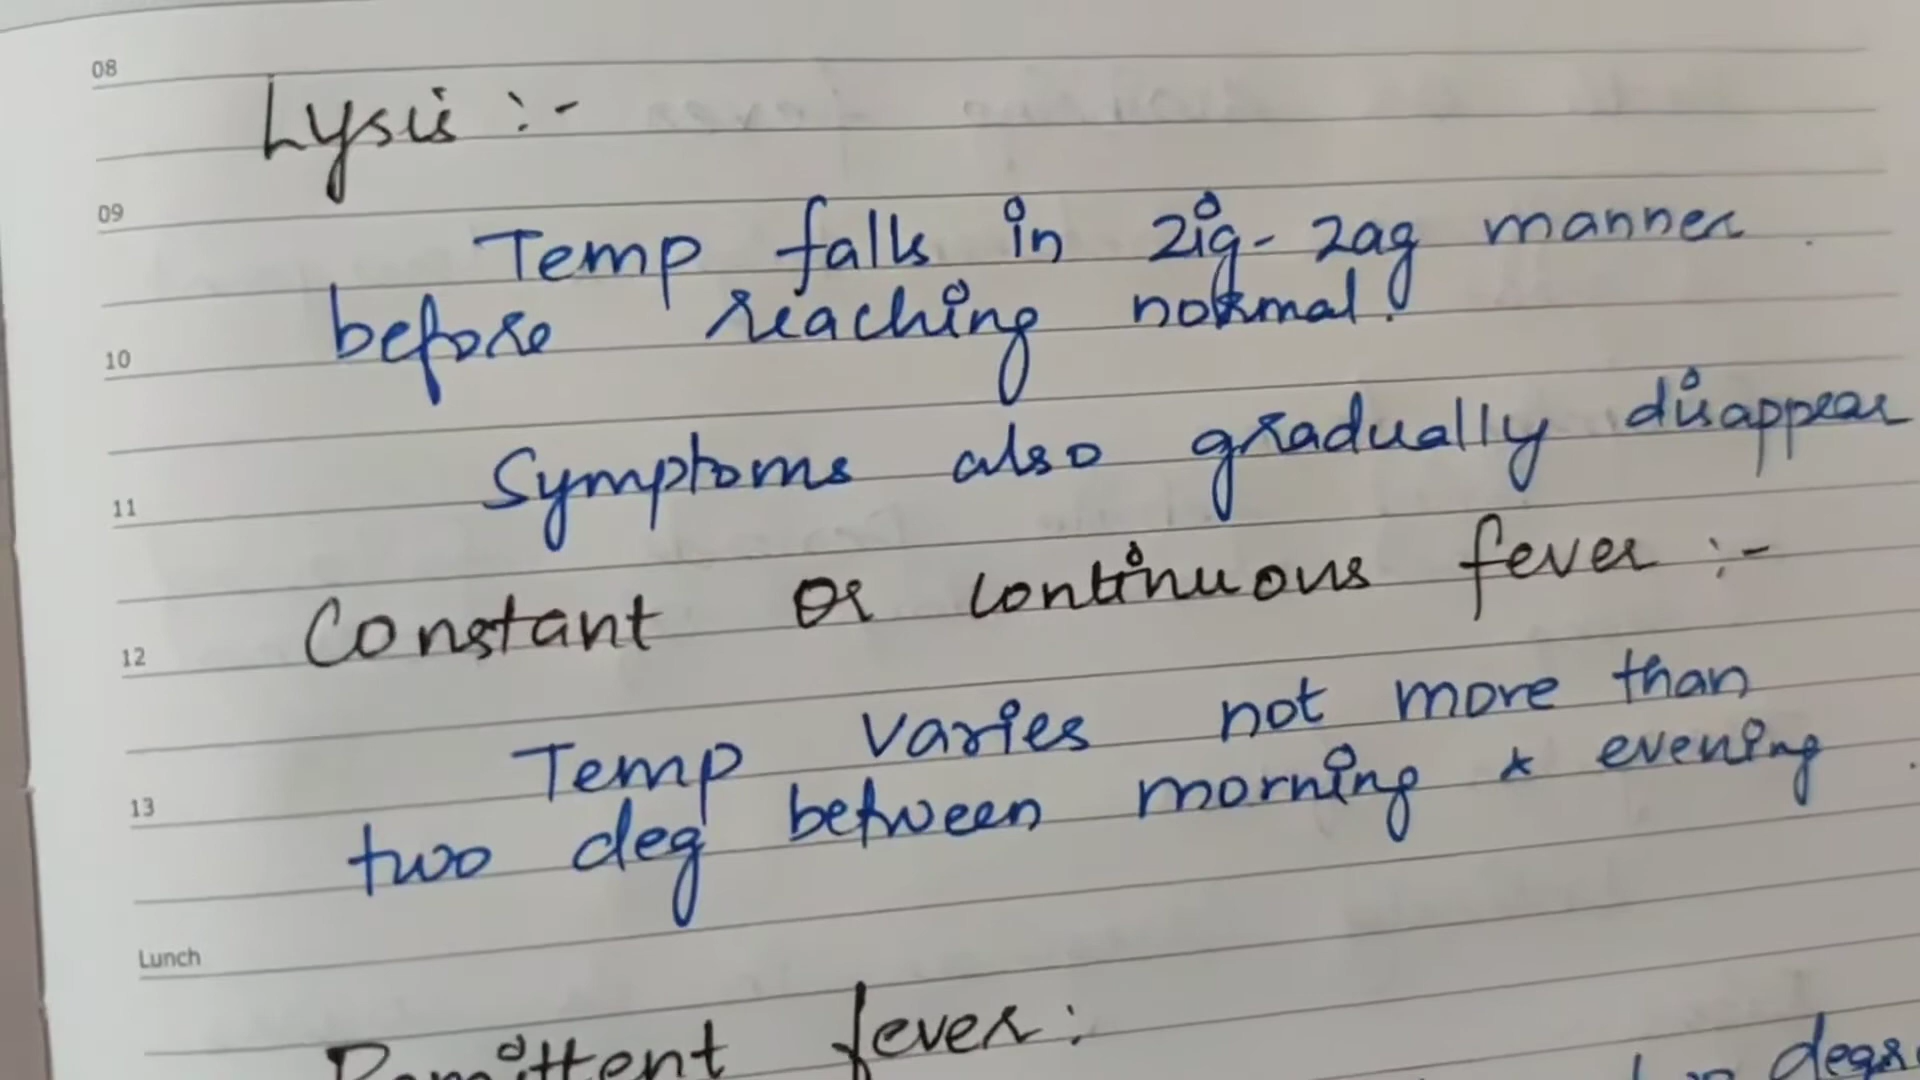 08
Lysis :-
09
Temp falls in zig-zag manner
before reaching normal.
10
Symptoms also gradually disappear
11
Constant or continuous fever :-
12
Temp varies not more than
13
two deg between morning & evening
Lunch
Remittent fever :